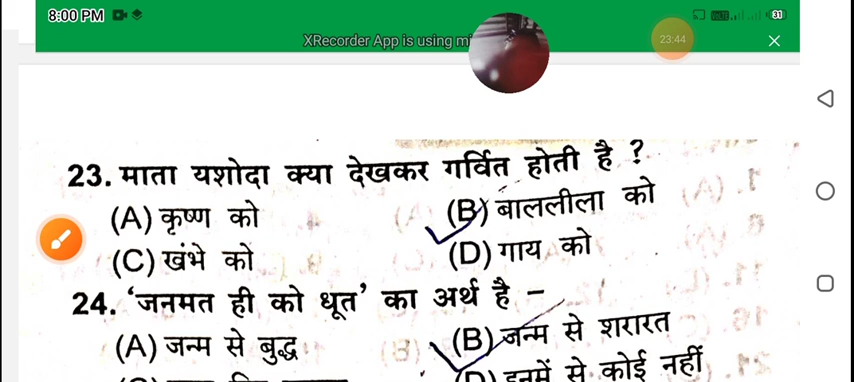 8:00 PM
31
XRecorder App is using mi
23:44
23. माता यशोदा क्या देखकर गर्वित होती है ?
(A) कृष्ण को
(B) बाललीला को
(C) खंभे को
(D) गाय को
24. ‘जनमत ही को धूत’ का अर्थ है –
(A) जन्म से बुद्ध
(B) जन्म से शरारत
(D) इनमें से कोई नहीं